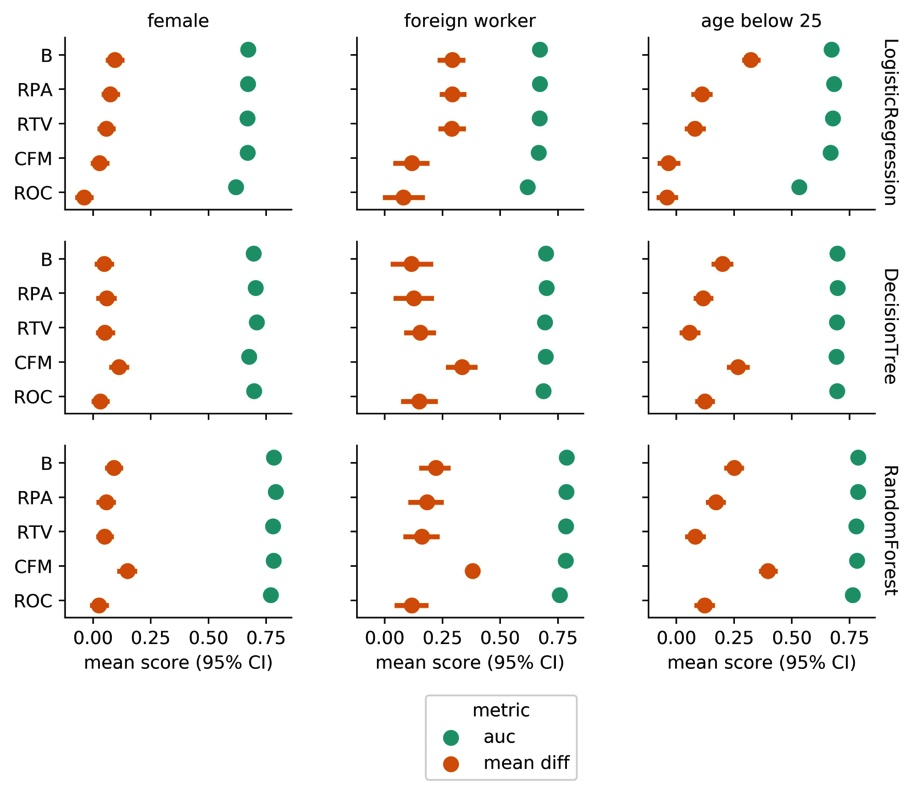 female
foreign worker
age below 25
B
RPA
RTV
CFM
ROC
LogisticRegression
B
RPA
RTV
CFM
ROC
DecisionTree
B
RPA
RTV
CFM
ROC
RandomForest
0.00 0.25 0.50 0.75
0.00 0.25 0.50 0.75
0.00 0.25 0.50 0.75
mean score (95% CI)
mean score (95% CI)
mean score (95% CI)
metric
auc
mean diff